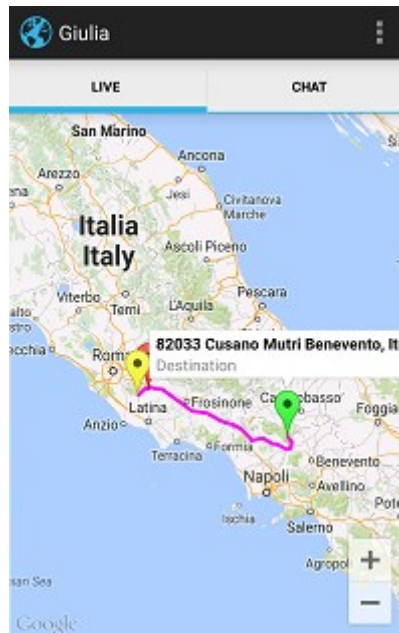 Giulia
LIVE
CHAT
San Marino
Ancona
Arezzo
Jesi
Civitanova
Marche
Italia
Italy
Ascoli Piceno
Viterbo
Terni
L'Aquila
Pescara
82033 Cusano Mutri Benevento, It
Destination
Latina
Frosinone
Foggia
Anzio
Terracina
Formia
Benevento
Napoli
Avellino
Ischia
Salerno
Agropol
+
−
Google